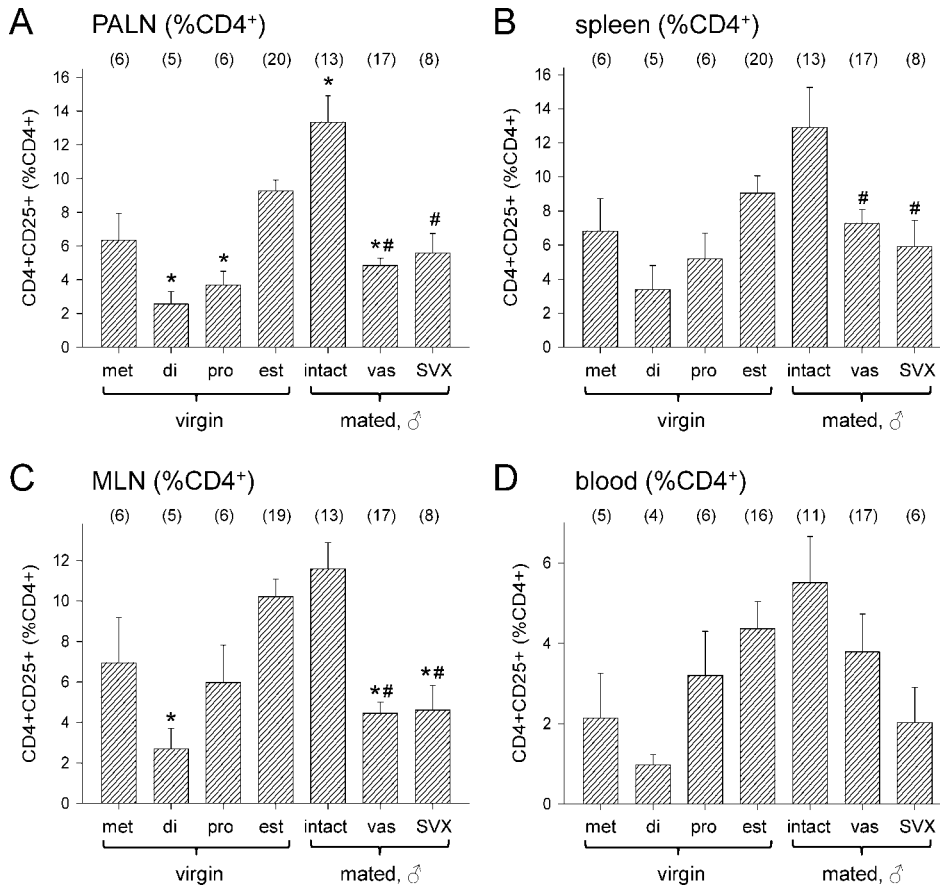 A PALN (%CD4⁺)
(6) (5) (6) (20) (13) (17) (8)
CD4+CD25+ (%CD4+)
16
14
12
10
8
6
4
2
0
* * * *# #
met di pro est intact vas SVX
virgin mated, ♂
B spleen (%CD4⁺)
(6) (5) (6) (20) (13) (17) (8)
CD4+CD25+ (%CD4+)
16
14
12
10
8
6
4
2
0
# #
met di pro est intact vas SVX
virgin mated, ♂
C MLN (%CD4⁺)
(6) (5) (6) (19) (13) (17) (8)
CD4+CD25+ (%CD4+)
12
10
8
6
4
2
0
* *# *#
met di pro est intact vas SVX
virgin mated, ♂
D blood (%CD4⁺)
(5) (4) (6) (16) (11) (17) (6)
CD4+CD25+ (%CD4+)
6
4
2
0
met di pro est intact vas SVX
virgin mated, ♂